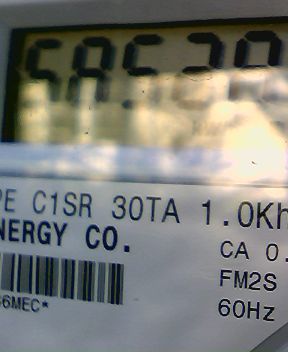 PE C1SR 30TA 1.0Kh
NERGY CO.
CA 0.
FM2S
60Hz
6MEC*